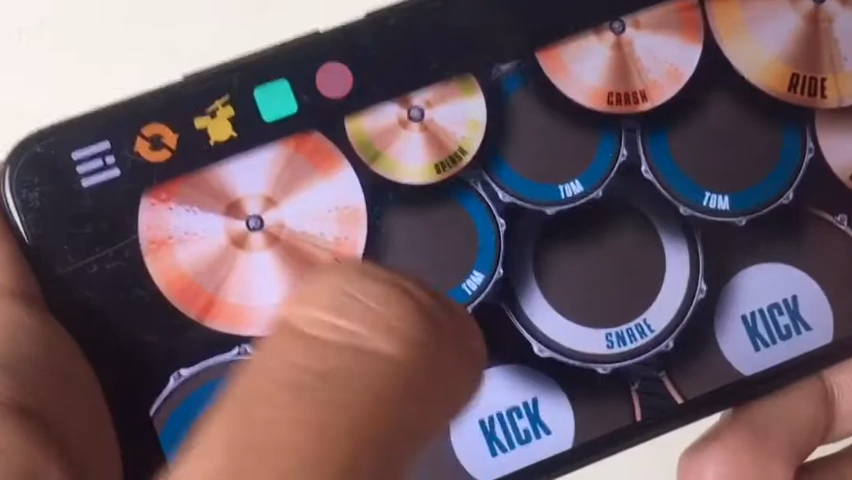 SPLASH
CRASH
RIDE
TOM
TOM
TOM
SNARE
KICK
KICK